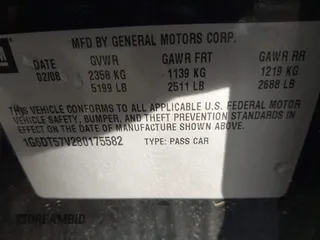 GM
MFD BY GENERAL MOTORS CORP.
DATE GVWR GAWR FRT GAWR RR
02/08 2358 KG 1139 KG 1219 KG
5199 LB 2511 LB 2688 LB
THIS VEHICLE CONFORMS TO ALL APPLICABLE U.S. FEDERAL MOTOR
VEHICLE SAFETY, BUMPER, AND THEFT PREVENTION STANDARDS IN
EFFECT ON THE DATE OF MANUFACTURE SHOWN ABOVE.
1G6DT57V280175582 TYPE: PASS CAR
DREAMBID